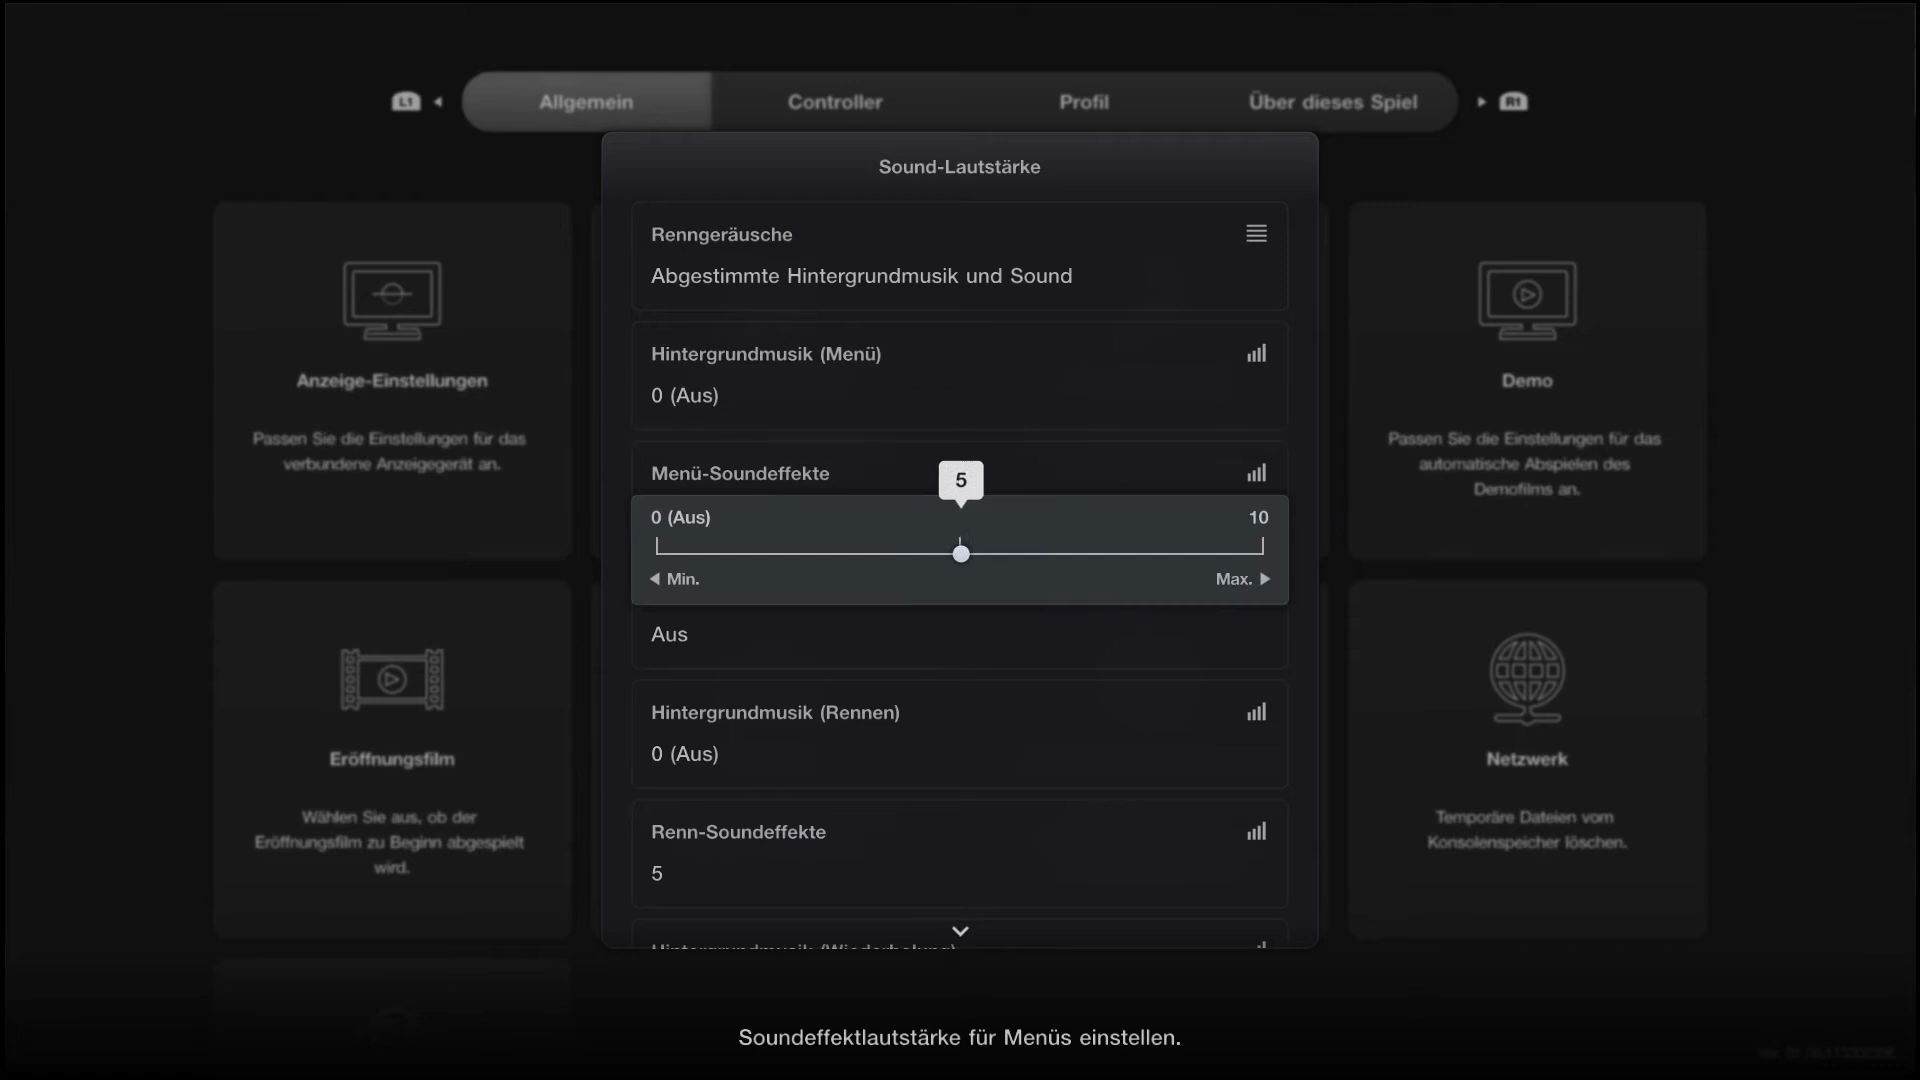 L1
Allgemein
Controller
Profil
Über dieses Spiel
R1
Sound-Lautstärke
Renngeräusche
Abgestimmte Hintergrundmusik und Sound
Hintergrundmusik (Menü)
0 (Aus)
Menü-Soundeffekte
5
0 (Aus)
10
Min.
Max.
Aus
Hintergrundmusik (Rennen)
0 (Aus)
Renn-Soundeffekte
5
Hintergrundmusik (Wiederholung)
Anzeige-Einstellungen
Passen Sie die Einstellungen für das
verbundene Anzeigegerät an.
Demo
Passen Sie die Einstellungen für das
automatische Abspielen des
Demofilms an.
Eröffnungsfilm
Wählen Sie aus, ob der
Eröffnungsfilm zu Beginn abgespielt
wird.
Netzwerk
Temporäre Dateien vom
Konsolenspeicher löschen.
Soundeffektlautstärke für Menüs einstellen.